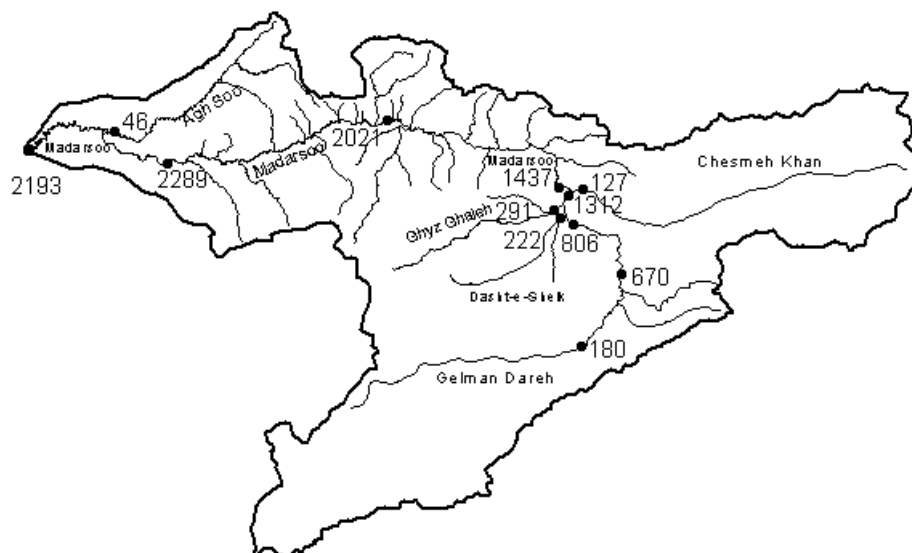 46
Agh Soo
Madarsoo
2193
2289
Madarsoo
2021
Madarsoo
1437
127
Chesmeh Khan
1312
291
Ghyz Ghaleh
222
806
670
Dasht-e-Sheik
180
Gelman Dareh